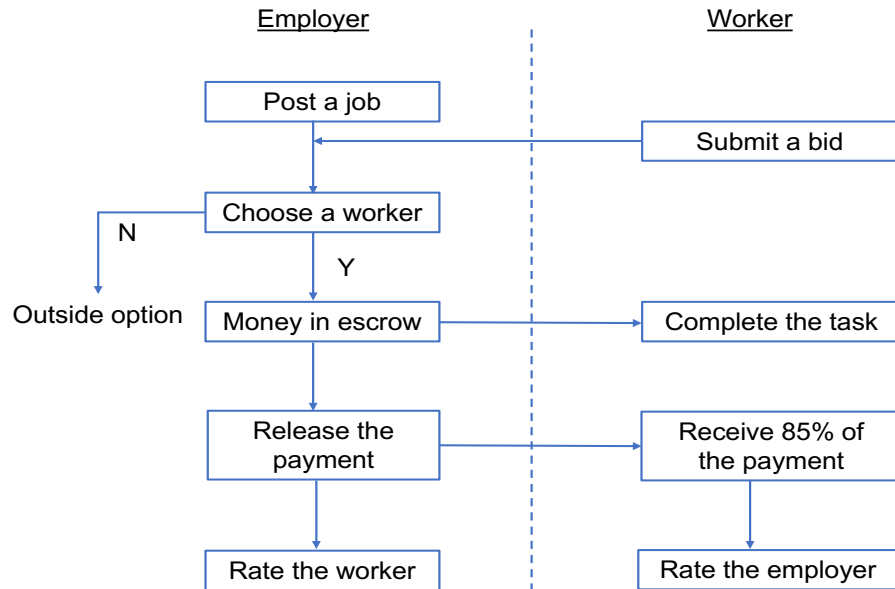 Employer
Worker
Post a job
Submit a bid
Choose a worker
N
Y
Outside option
Money in escrow
Complete the task
Release the
payment
Receive 85% of
the payment
Rate the worker
Rate the employer